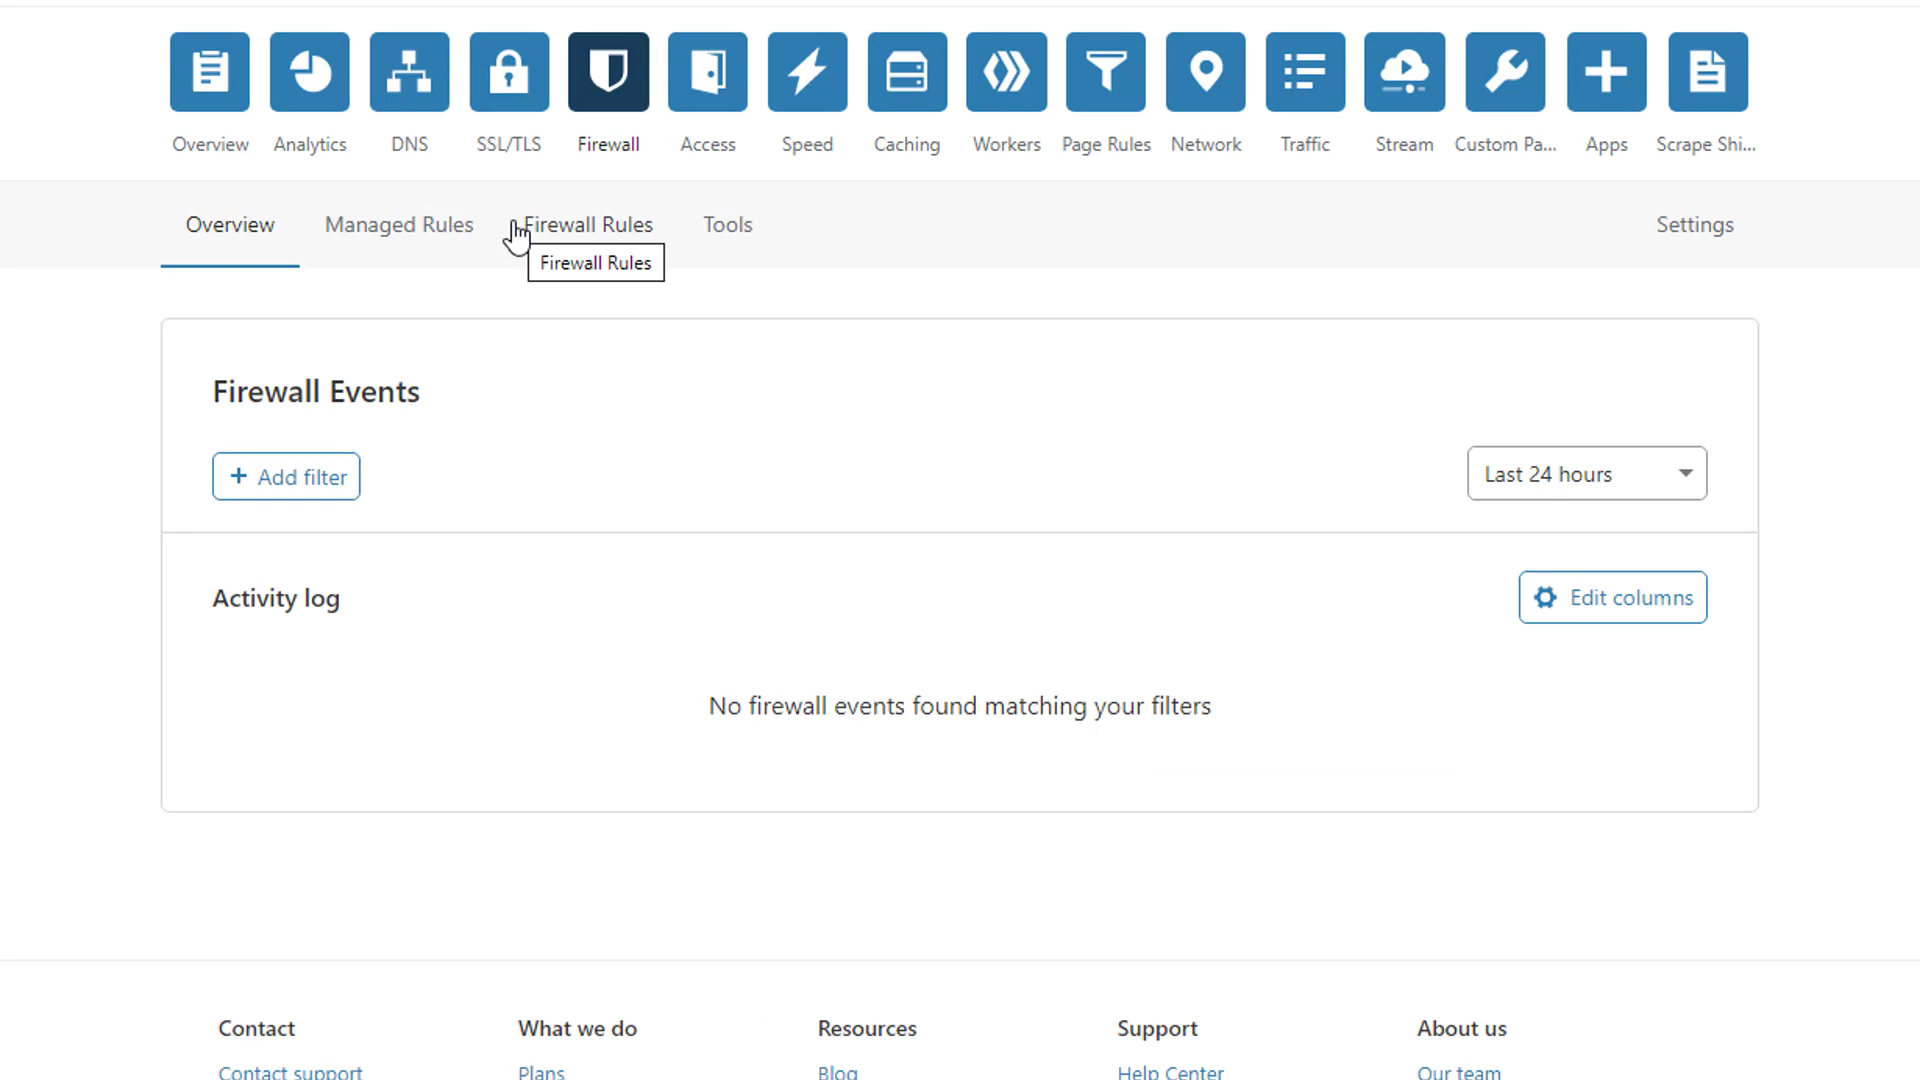 Overview Analytics DNS SSL/TLS Firewall Access Speed Caching Workers Page Rules Network Traffic Stream Custom Pa... Apps Scrape Shi...
Overview Managed Rules Firewall Rules Tools Settings
Firewall Rules
Firewall Events
Add filter Last 24 hours
Activity log Edit columns
No firewall events found matching your filters
Contact What we do Resources Support About us
Contact support Plans Blog Help Center Our team